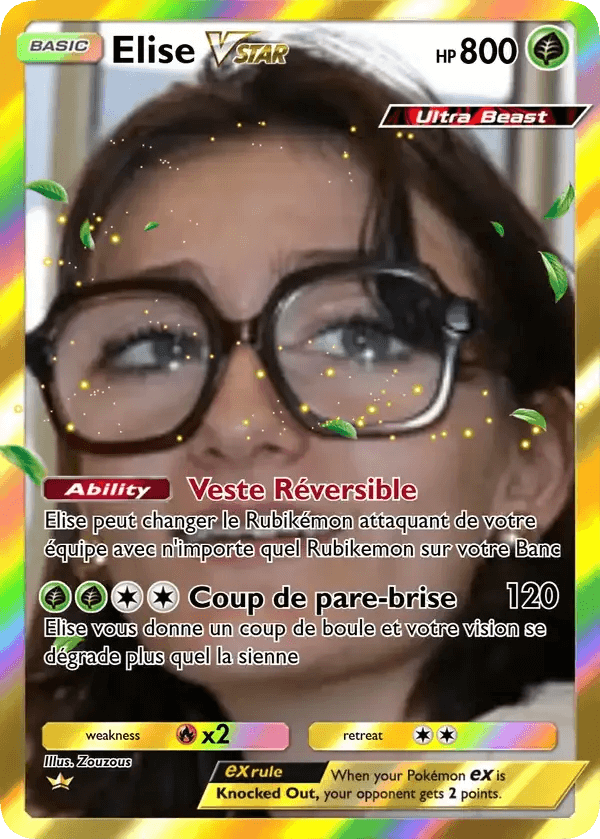 BASIC Elise VSTAR HP 800
Ultra Beast
Ability Veste Réversible
Elise peut changer le Rubikémon attaquant de votre
équipe avec n'importe quel Rubikemon sur votre Banc
Coup de pare-brise 120
Elise vous donne un coup de boule et votre vision se
dégrade plus quel la sienne
weakness x2 retreat
Illus. Zouzous
ex rule When your Pokémon ex is
Knocked Out, your opponent gets 2 points.